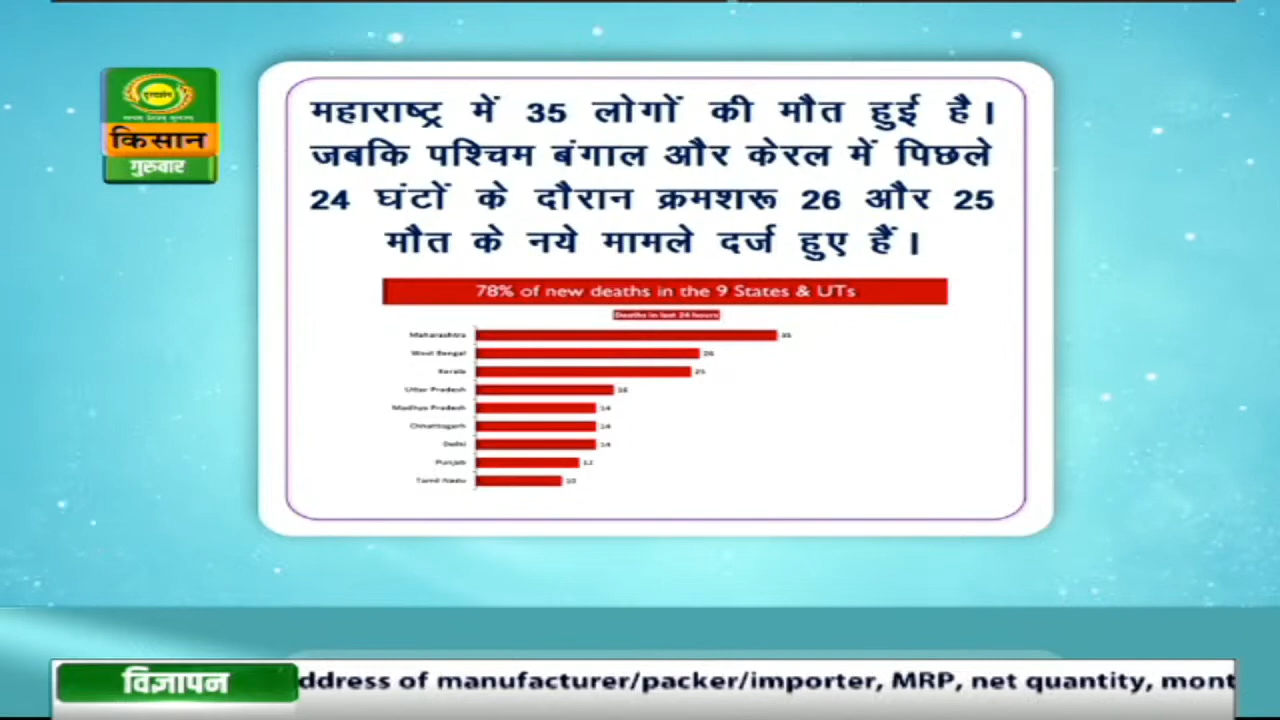 किसान
गुरुवार
महाराष्ट्र में 35 लोगों की मौत हुई है।
जबकि पश्चिम बंगाल और केरल में पिछले
24 घंटों के दौरान क्रमशरू 26 और 25
मौत के नये मामले दर्ज हुए हैं।
78% of new deaths in the 9 States & UTs
Deaths in last 24 hours
Maharashtra 35
West Bengal 26
Kerala 25
Uttar Pradesh 16
Madhya Pradesh 14
Chhattisgarh 14
Delhi 14
Punjab 12
Tamil Nadu 10
विज्ञापन ddress of manufacturer/packer/importer, MRP, net quantity, mont